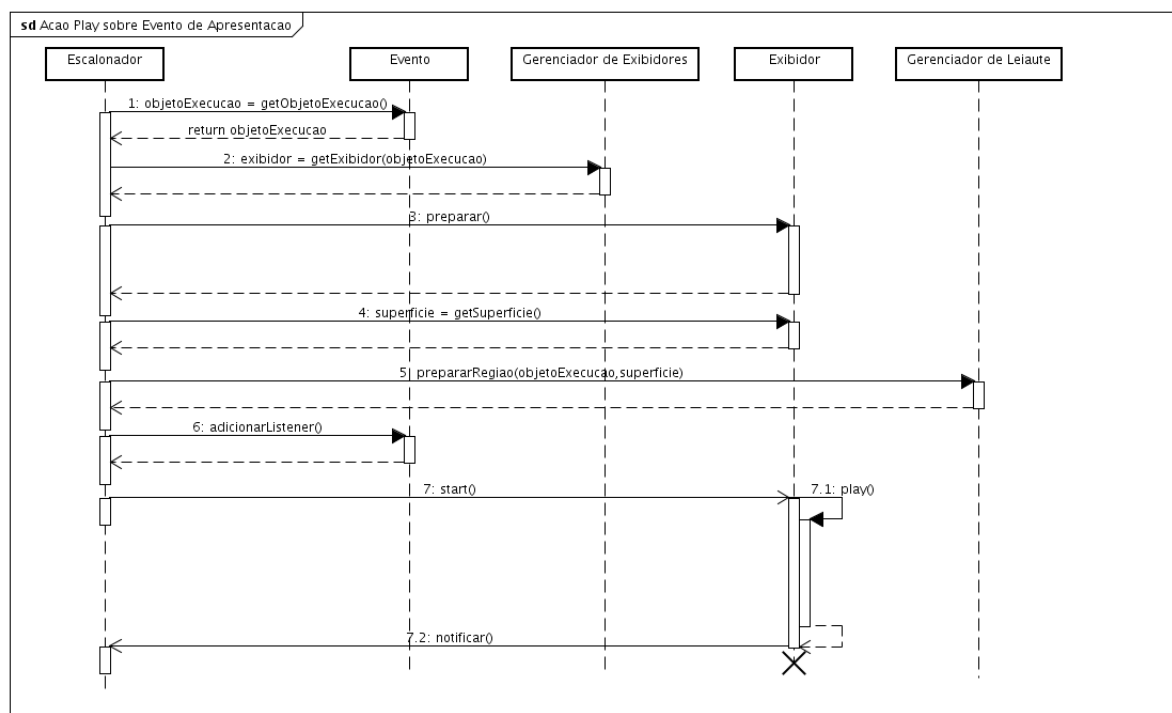 sd Acao Play sobre Evento de Apresentacao
Escalonador
Evento
Gerenciador de Exibidores
Exibidor
Gerenciador de Leiaute
1: objetoExecucao = getObjetoExecucao()
return objetoExecucao
2: exibidor = getExibidor(objetoExecucao)
3: preparar()
4: superficie = getSuperficie()
5: prepararRegiao(objetoExecucao,superficie)
6: adicionarListener()
7: start()
7.1: play()
7.2: notificar()